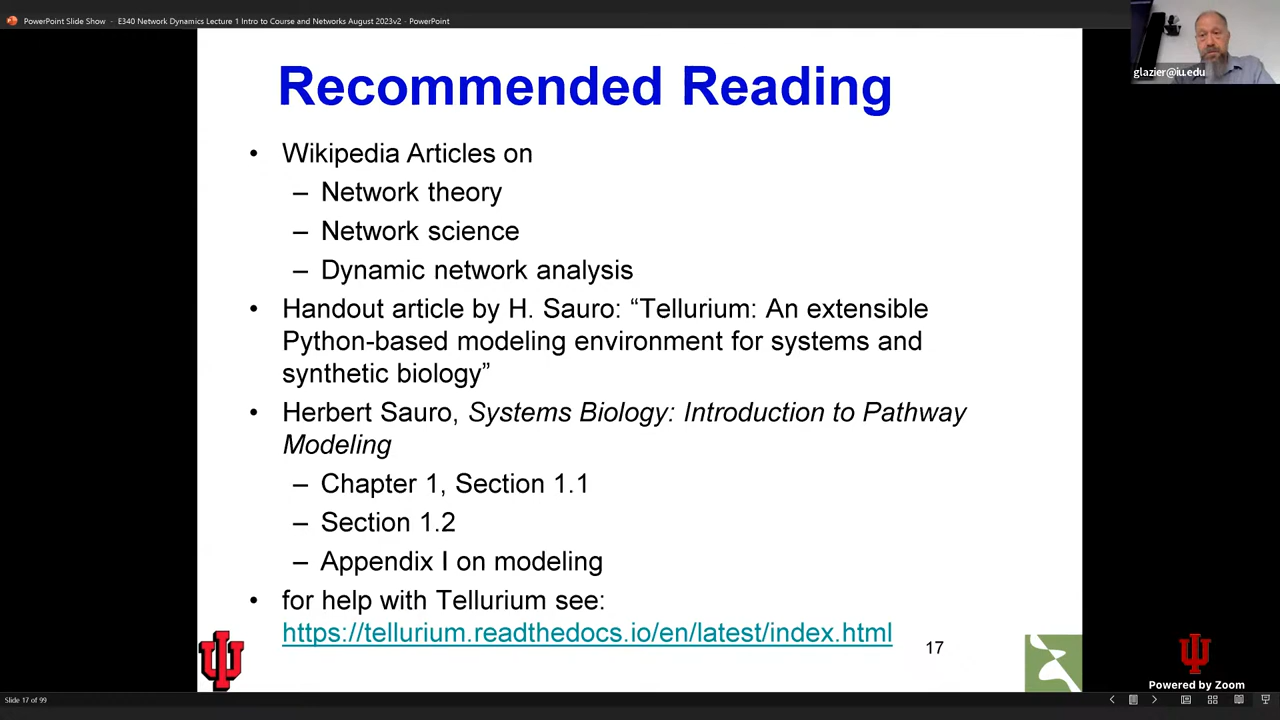 PowerPoint Slide Show - E340 Network Dynamics Lecture 1 Intro to Course and Networks August 2023v2 - PowerPoint
glazier@iu.edu
Recommended Reading
• Wikipedia Articles on
– Network theory
– Network science
– Dynamic network analysis
• Handout article by H. Sauro: “Tellurium: An extensible
Python-based modeling environment for systems and
synthetic biology”
• Herbert Sauro, Systems Biology: Introduction to Pathway
Modeling
– Chapter 1, Section 1.1
– Section 1.2
– Appendix I on modeling
• for help with Tellurium see:
https://tellurium.readthedocs.io/en/latest/index.html
17
Powered by Zoom
Slide 17 of 99